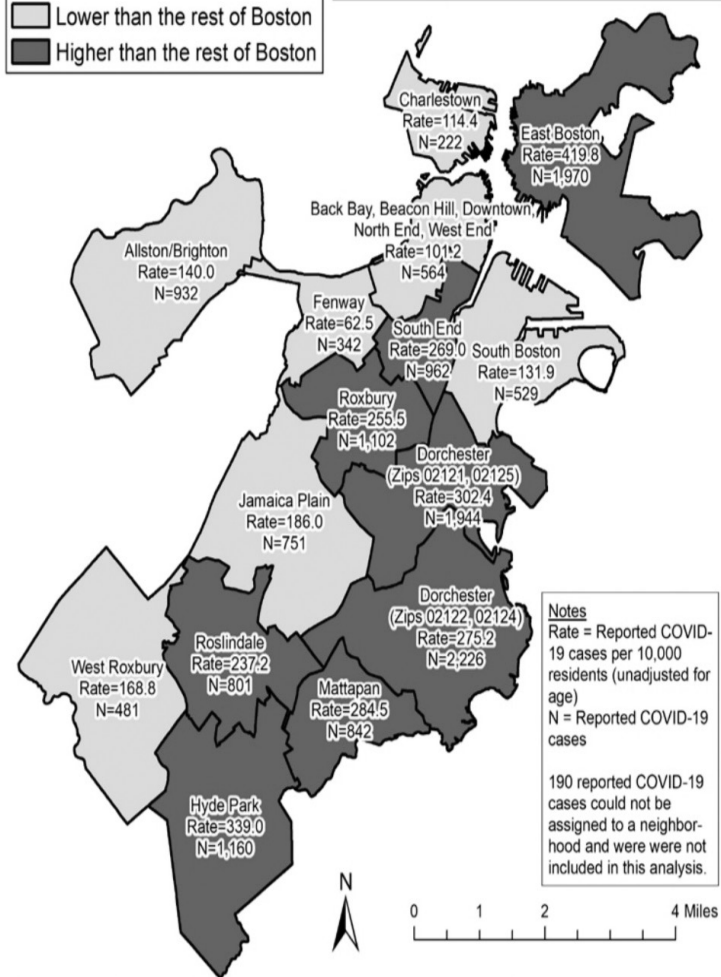 Lower than the rest of Boston
Higher than the rest of Boston
Charlestown
Rate=114.4
N=222
East Boston
Rate=419.8
N=1,970
Back Bay, Beacon Hill, Downtown,
North End, West End
Rate=101.2
N=564
Allston/Brighton
Rate=140.0
N=932
Fenway
Rate=62.5
N=342
South End
Rate=269.0
N=962
South Boston
Rate=131.9
N=529
Roxbury
Rate=255.5
N=1,102
Dorchester
(Zips 02121, 02125)
Rate=302.4
N=1,944
Jamaica Plain
Rate=186.0
N=751
Dorchester
(Zips 02122, 02124)
Rate=275.2
N=2,226
Roslindale
Rate=237.2
N=801
West Roxbury
Rate=168.8
N=481
Mattapan
Rate=284.5
N=842
Hyde Park
Rate=339.0
N=1,160
Notes
Rate = Reported COVID-
19 cases per 10,000
residents (unadjusted for
age)
N = Reported COVID-19
cases
190 reported COVID-19
cases could not be
assigned to a neighbor-
hood and were were not
included in this analysis.
N
0 1 2 4 Miles